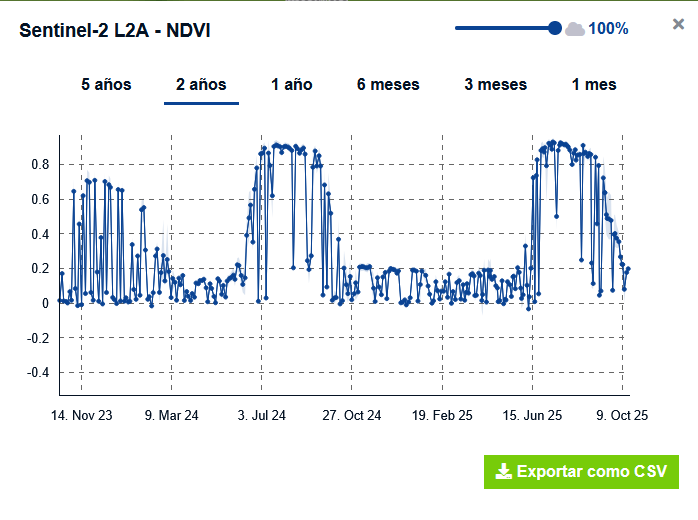 Sentinel-2 L2A - NDVI
100%
×
5 años 2 años 1 año 6 meses 3 meses 1 mes
0.8
0.6
0.4
0.2
0
-0.2
-0.4
14. Nov 23 9. Mar 24 3. Jul 24 27. Oct 24 19. Feb 25 15. Jun 25 9. Oct 25
Exportar como CSV